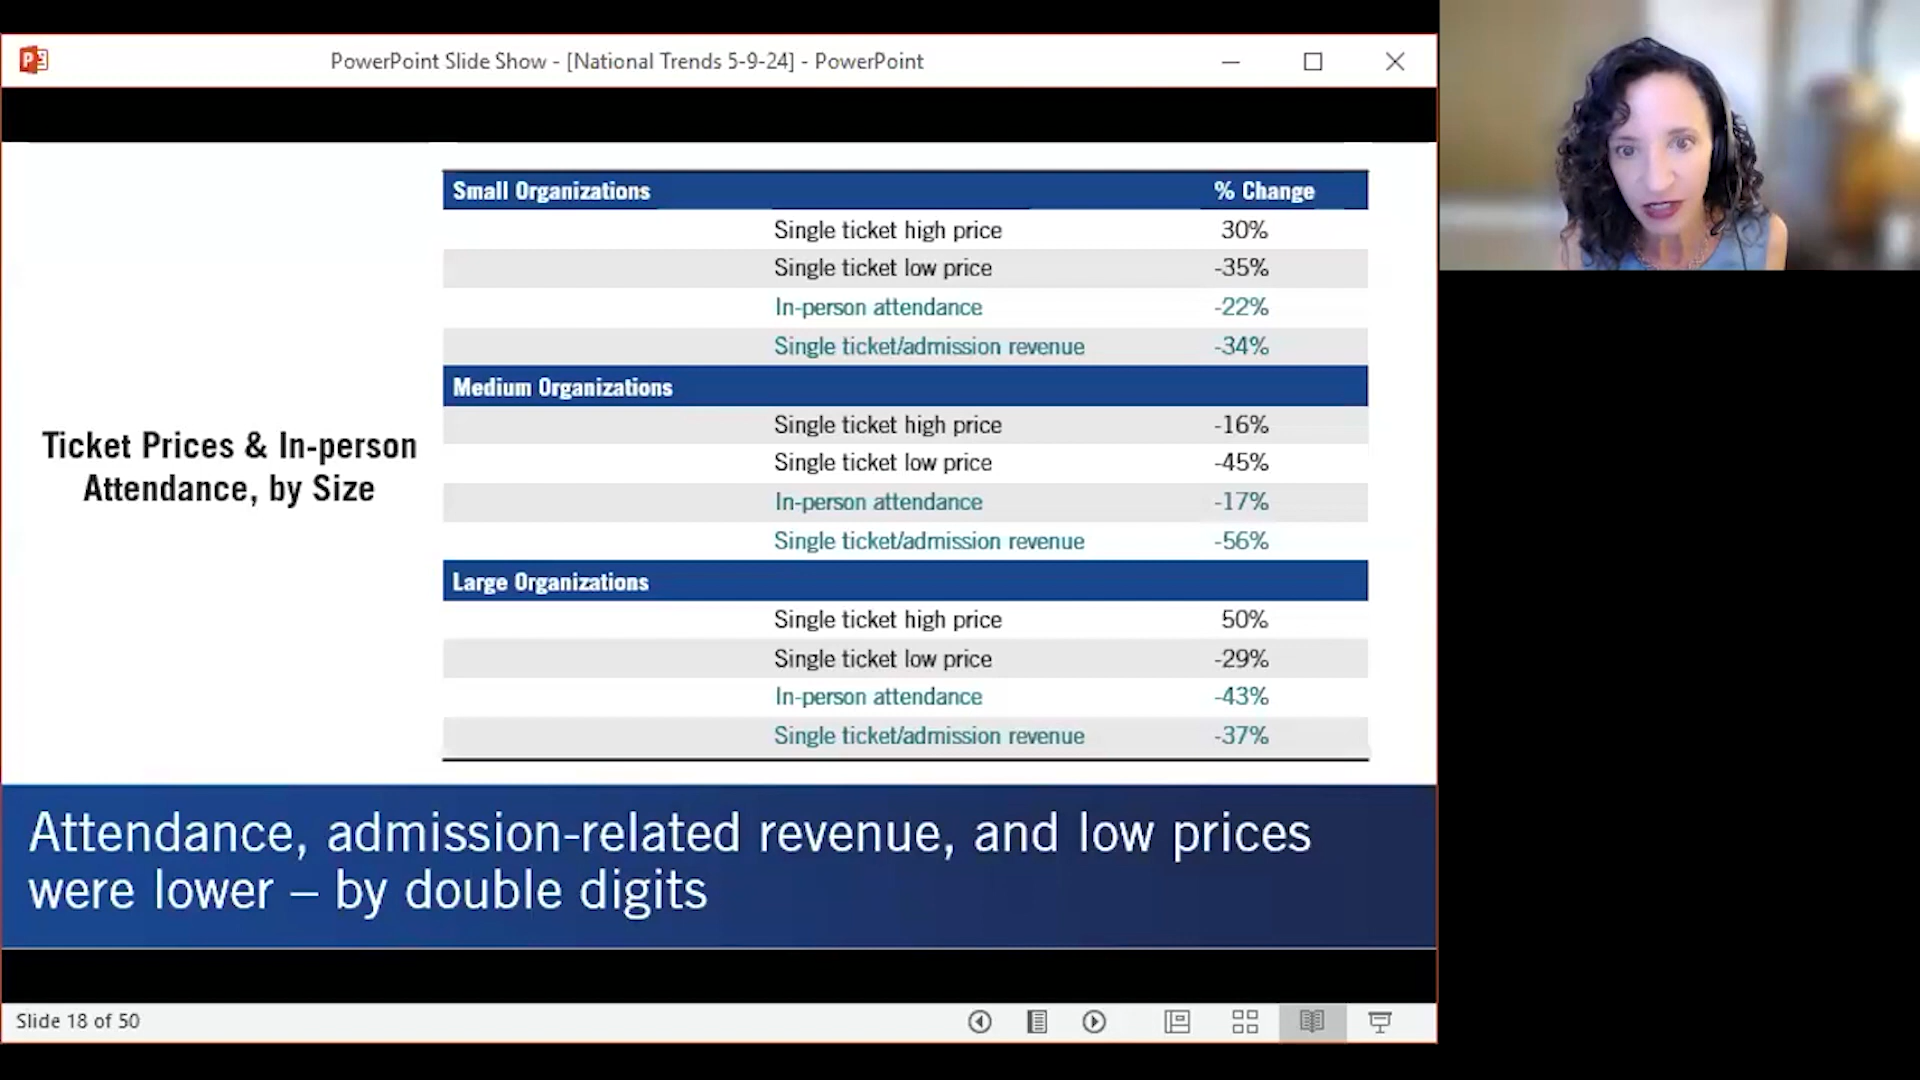 PowerPoint Slide Show - [National Trends 5-9-24] - PowerPoint
Ticket Prices & In-person
Attendance, by Size
Small Organizations % Change
Single ticket high price 30%
Single ticket low price -35%
In-person attendance -22%
Single ticket/admission revenue -34%
Medium Organizations
Single ticket high price -16%
Single ticket low price -45%
In-person attendance -17%
Single ticket/admission revenue -56%
Large Organizations
Single ticket high price 50%
Single ticket low price -29%
In-person attendance -43%
Single ticket/admission revenue -37%
Attendance, admission-related revenue, and low prices
were lower – by double digits
Slide 18 of 50